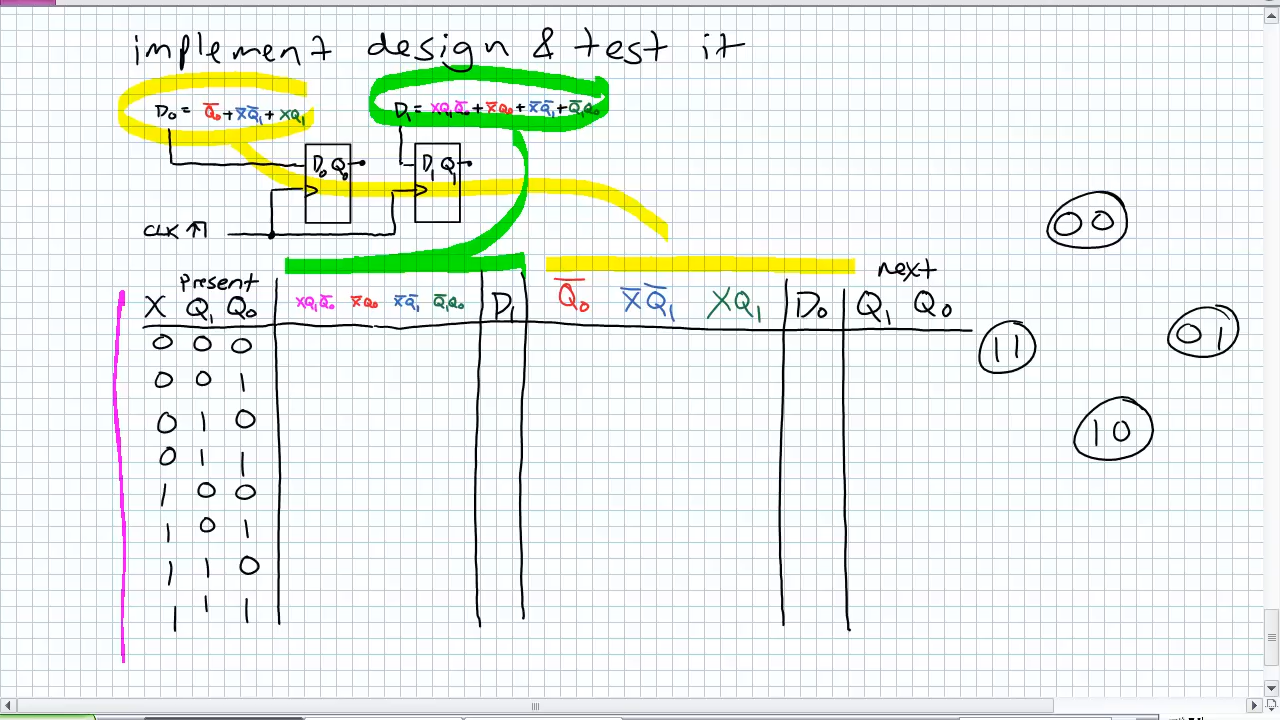 implement design & test it
D₀ = Q̅₀ + X̅Q̅₁ + XQ₁
D₁ = XQ₁Q̅₀ + X̅Q₀ + X̅Q̅₁ + Q̅₁Q₀
D₀ Q₀ D₁ Q₁
CLK
Present next
X Q₁ Q₀ XQ₁Q̅₀ X̅Q₀ X̅Q̅₁ Q̅₁Q₀ D₁ Q̅₀ X̅Q̅₁ XQ₁ D₀ Q₁ Q₀
0 0 0
0 0 1
0 1 0
0 1 1
1 0 0
1 0 1
1 1 0
1 1 1
00
01
11
10